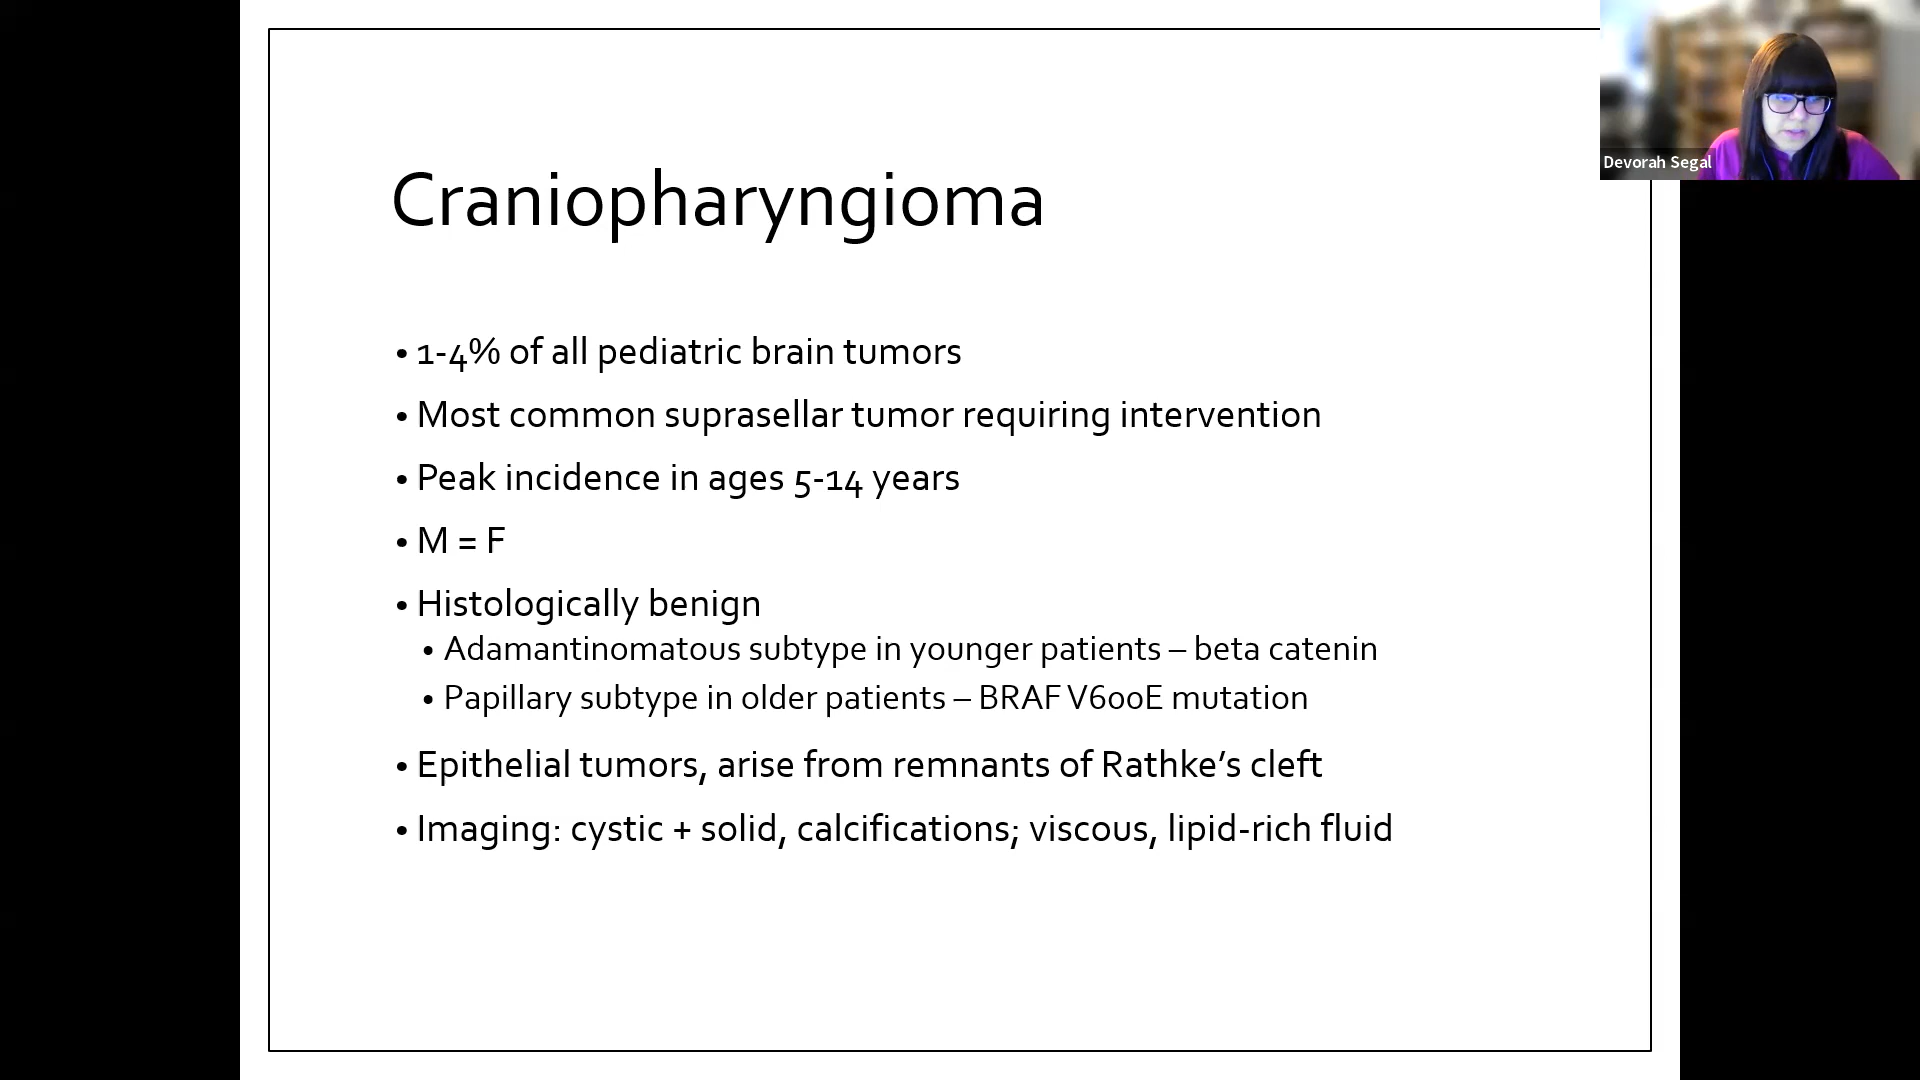 Devorah Segal
Craniopharyngioma
• 1-4% of all pediatric brain tumors
• Most common suprasellar tumor requiring intervention
• Peak incidence in ages 5-14 years
• M = F
• Histologically benign
• Adamantinomatous subtype in younger patients – beta catenin
• Papillary subtype in older patients – BRAF V600E mutation
• Epithelial tumors, arise from remnants of Rathke’s cleft
• Imaging: cystic + solid, calcifications; viscous, lipid-rich fluid